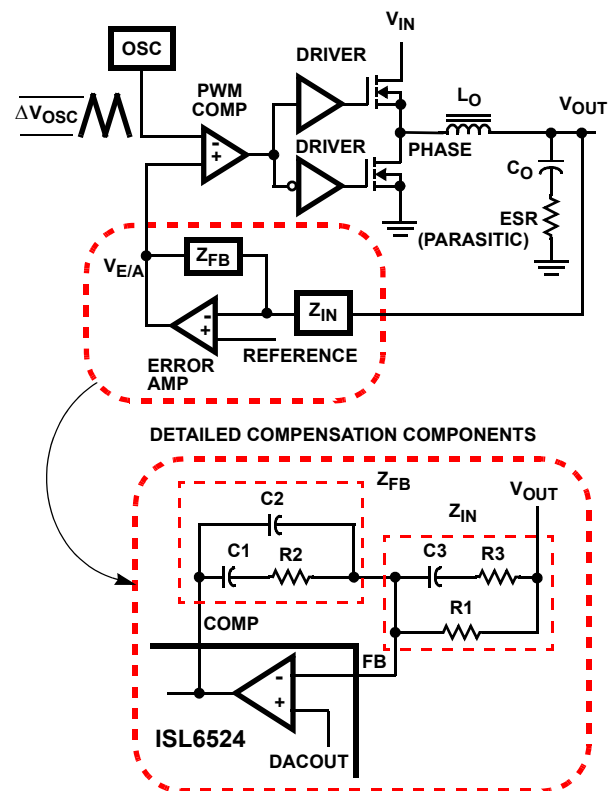 OSC
ΔVOSC
PWM
COMP
-
+
DRIVER
DRIVER
VIN
LO
VOUT
PHASE
CO
ESR
(PARASITIC)
VE/A
ZFB
ZIN
-
+
REFERENCE
ERROR
AMP
DETAILED COMPENSATION COMPONENTS
ZFB
VOUT
ZIN
C2
C1
R2
C3
R3
R1
COMP
FB
-
+
ISL6524
DACOUT